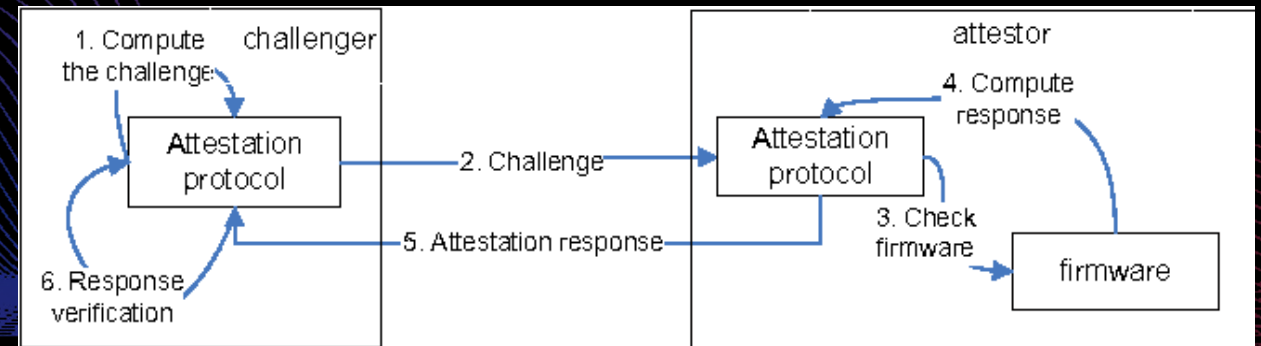 challenger
1. Compute
the challenge
Attestation
protocol
2. Challenge
attestor
Attestation
protocol
3. Check
firmware
firmware
4. Compute
response
5. Attestation response
6. Response
verification